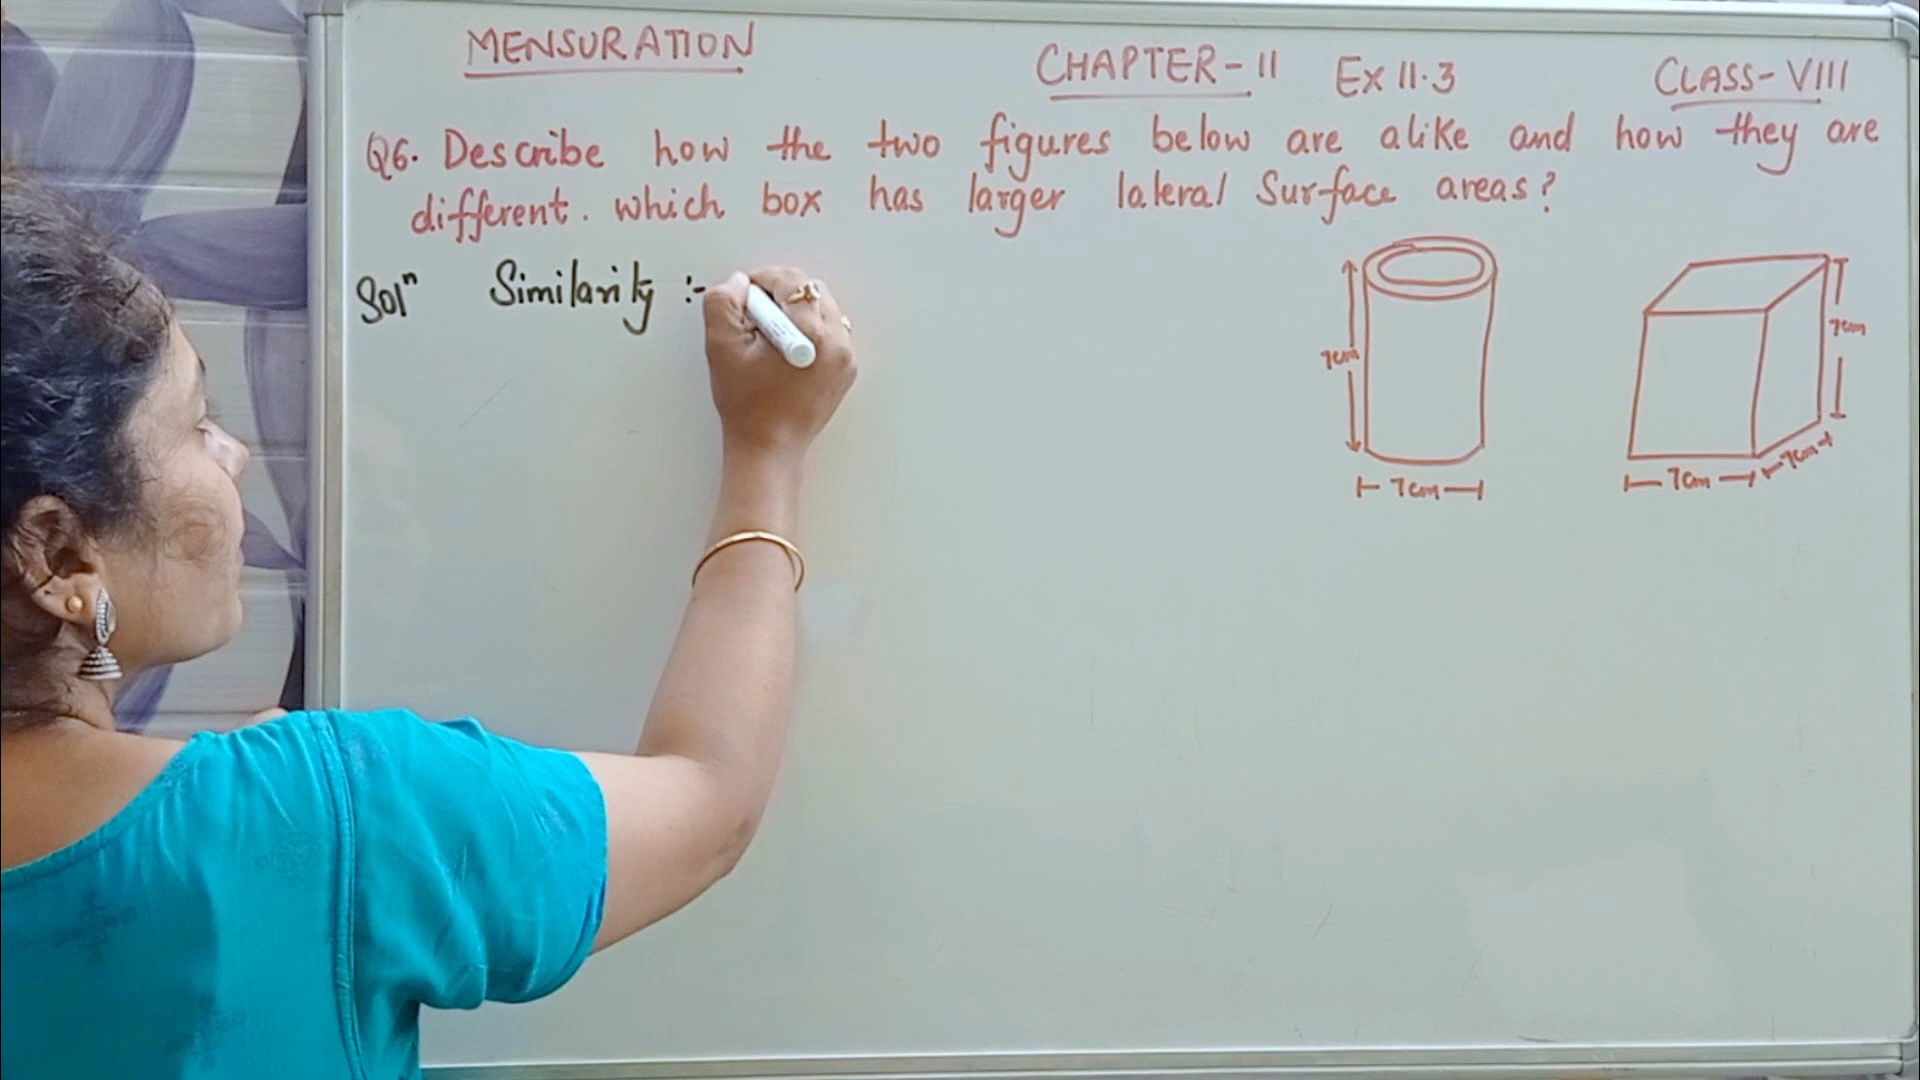 MENSURATION CHAPTER-11 Ex 11.3 CLASS-VIII
Q6. Describe how the two figures below are alike and how they are
different. which box has larger lateral Surface areas?
Solⁿ Similarity :-
7cm
7cm
7cm
7cm
7cm